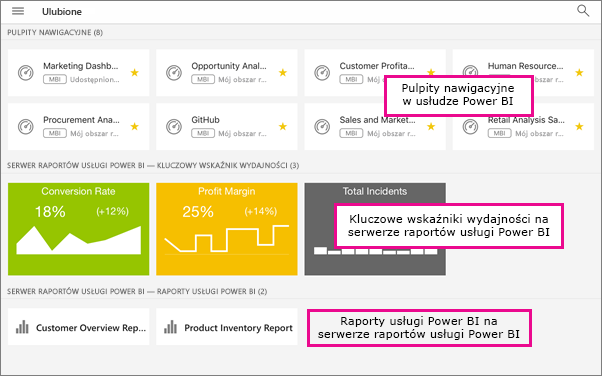 Ulubione
PULPITY NAWIGACYJNE (8)
Marketing Dashb...
MBI Udostępnion...
Opportunity Anal...
MBI Mój obszar r...
Customer Profita...
MBI Mój
Human Resource...
Pulpity nawigacyjne
w usłudze Power BI
Procurement Ana...
MBI Mój obszar r...
GitHub
MBI Mój obszar r...
Sales and Market...
MBI Mój obszar r...
Retail Analysis Sa...
MBI Mój obszar r...
SERWER RAPORTÓW USŁUGI POWER BI — KLUCZOWY WSKAŹNIK WYDAJNOŚCI (3)
Conversion Rate
18% (+12%)
Profit Margin
25% (+14%)
Total Incidents
Kluczowe wskaźniki wydajności na
serwerze raportów usługi Power BI
SERWER RAPORTÓW USŁUGI POWER BI — RAPORTY USŁUGI POWER BI (2)
Customer Overview Rep...
Product Inventory Report
Raporty usługi Power BI na
serwerze raportów usługi Power BI